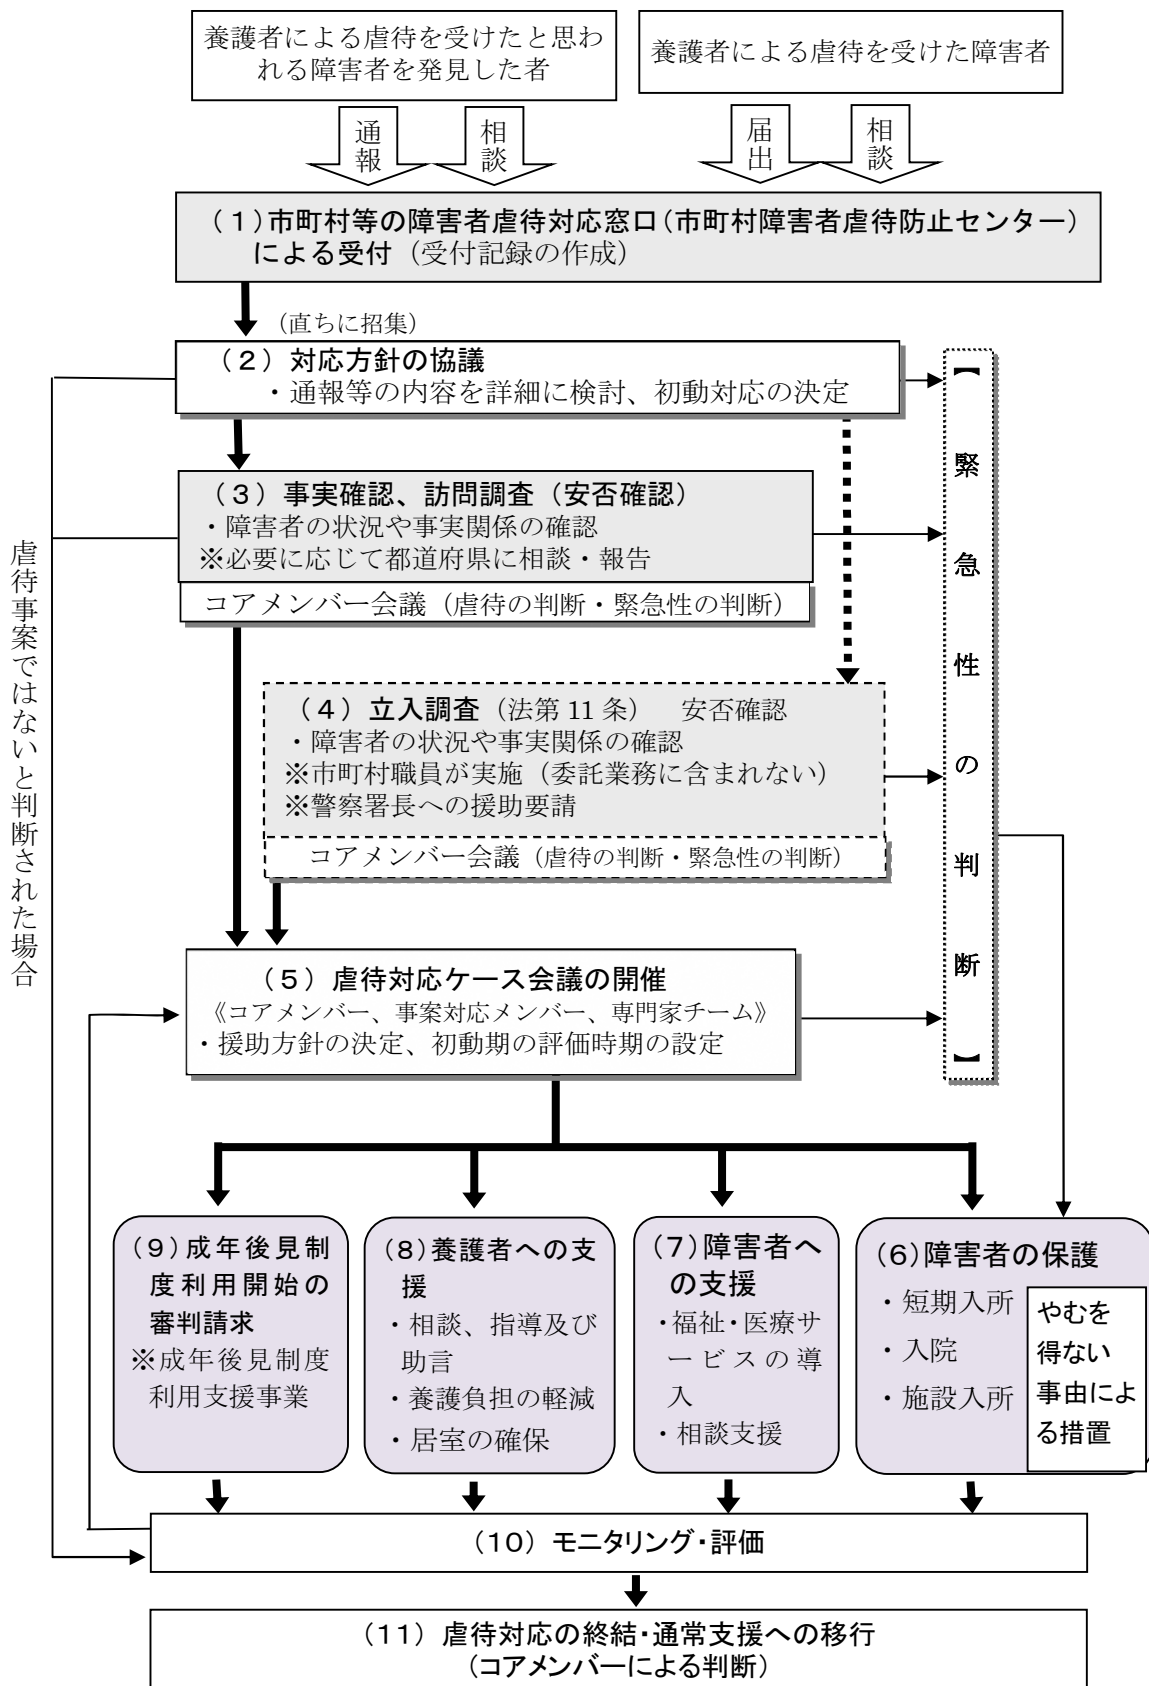 養護者による虐待を受けたと思わ
れる障害者を発見した者
養護者による虐待を受けた障害者
通報
相談
届出
相談
（１）市町村等の障害者虐待対応窓口（市町村障害者虐待防止センター）
による受付（受付記録の作成）
（直ちに招集）
（２）対応方針の協議
・通報等の内容を詳細に検討、初動対応の決定
（３）事実確認、訪問調査（安否確認）
・障害者の状況や事実関係の確認
※必要に応じて都道府県に相談・報告
コアメンバー会議（虐待の判断・緊急性の判断）
（４）立入調査（法第 11 条）　安否確認
・障害者の状況や事実関係の確認
※市町村職員が実施（委託業務に含まれない）
※警察署長への援助要請
コアメンバー会議（虐待の判断・緊急性の判断）
【緊急性の判断】
虐待事案ではないと判断された場合
（５）虐待対応ケース会議の開催
《コアメンバー、事案対応メンバー、専門家チーム》
・援助方針の決定、初動期の評価時期の設定
（９）成年後見制
度利用開始の
審判請求
※成年後見制度
利用支援事業
（８）養護者への支
援
・相談、指導及び
助言
・養護負担の軽減
・居室の確保
（７）障害者へ
の支援
・福祉・医療サ
ービスの導
入
・相談支援
（６）障害者の保護
・短期入所
・入院
・施設入所
やむを
得ない
事由によ
る措置
（１０）モニタリング・評価
（１１）虐待対応の終結・通常支援への移行
（コアメンバーによる判断）